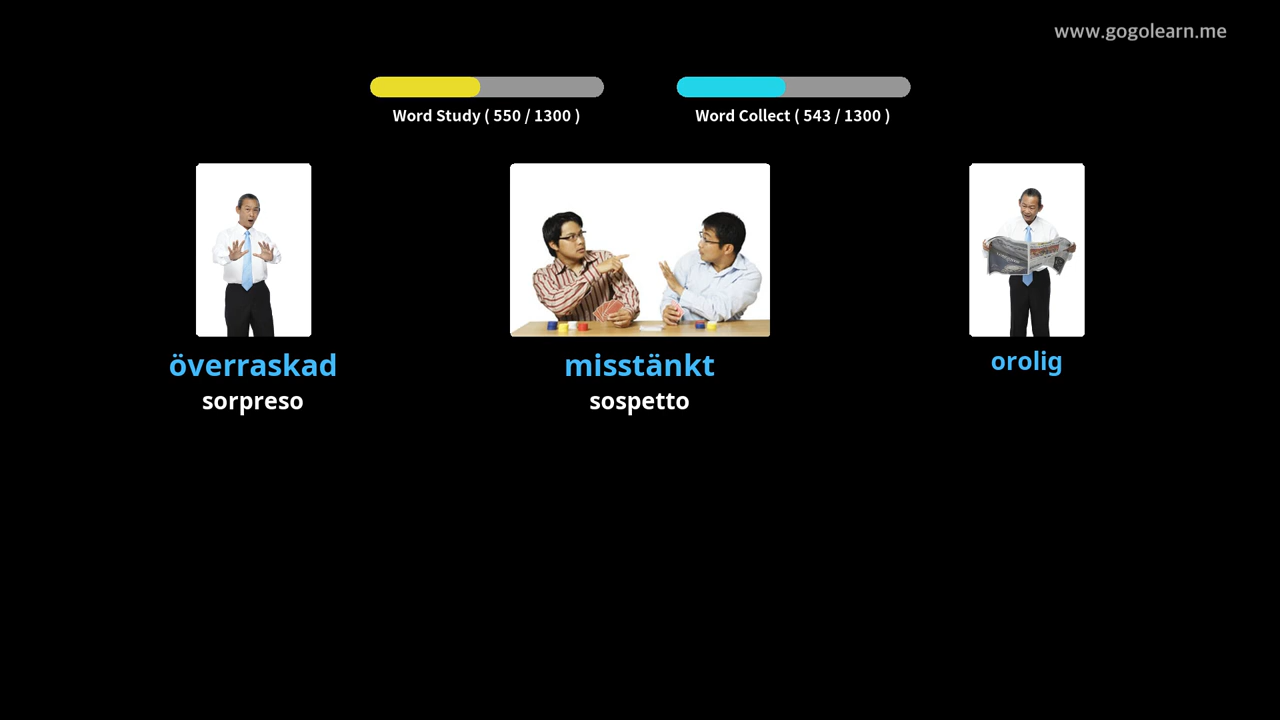 www.gogolearn.me
Word Study ( 550 / 1300 )
Word Collect ( 543 / 1300 )
överraskad
sorpreso
misstänkt
sospetto
orolig